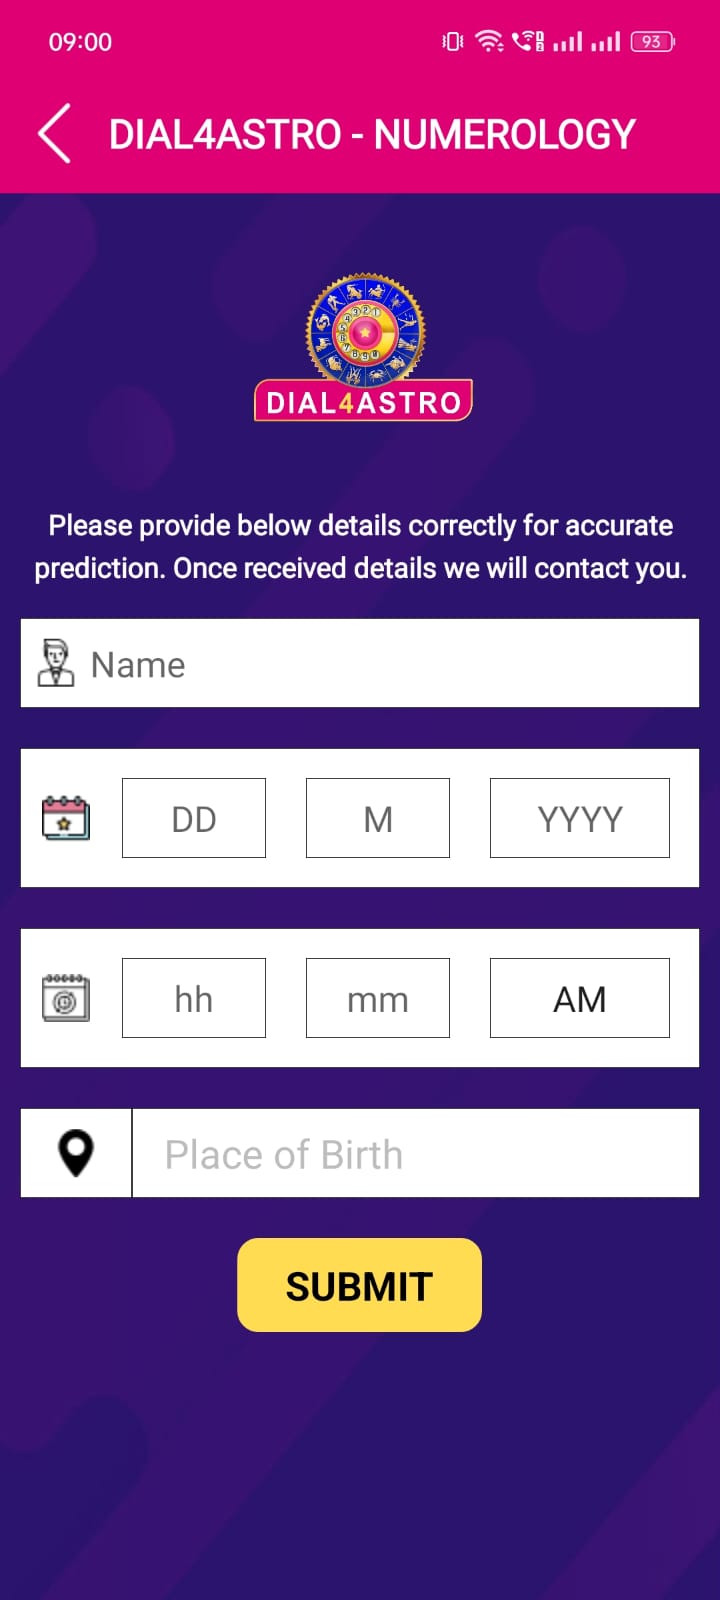 09:00
93
DIAL4ASTRO - NUMEROLOGY
DIAL4ASTRO
Please provide below details correctly for accurate
prediction. Once received details we will contact you.
Name
DD M YYYY
hh mm AM
Place of Birth
SUBMIT